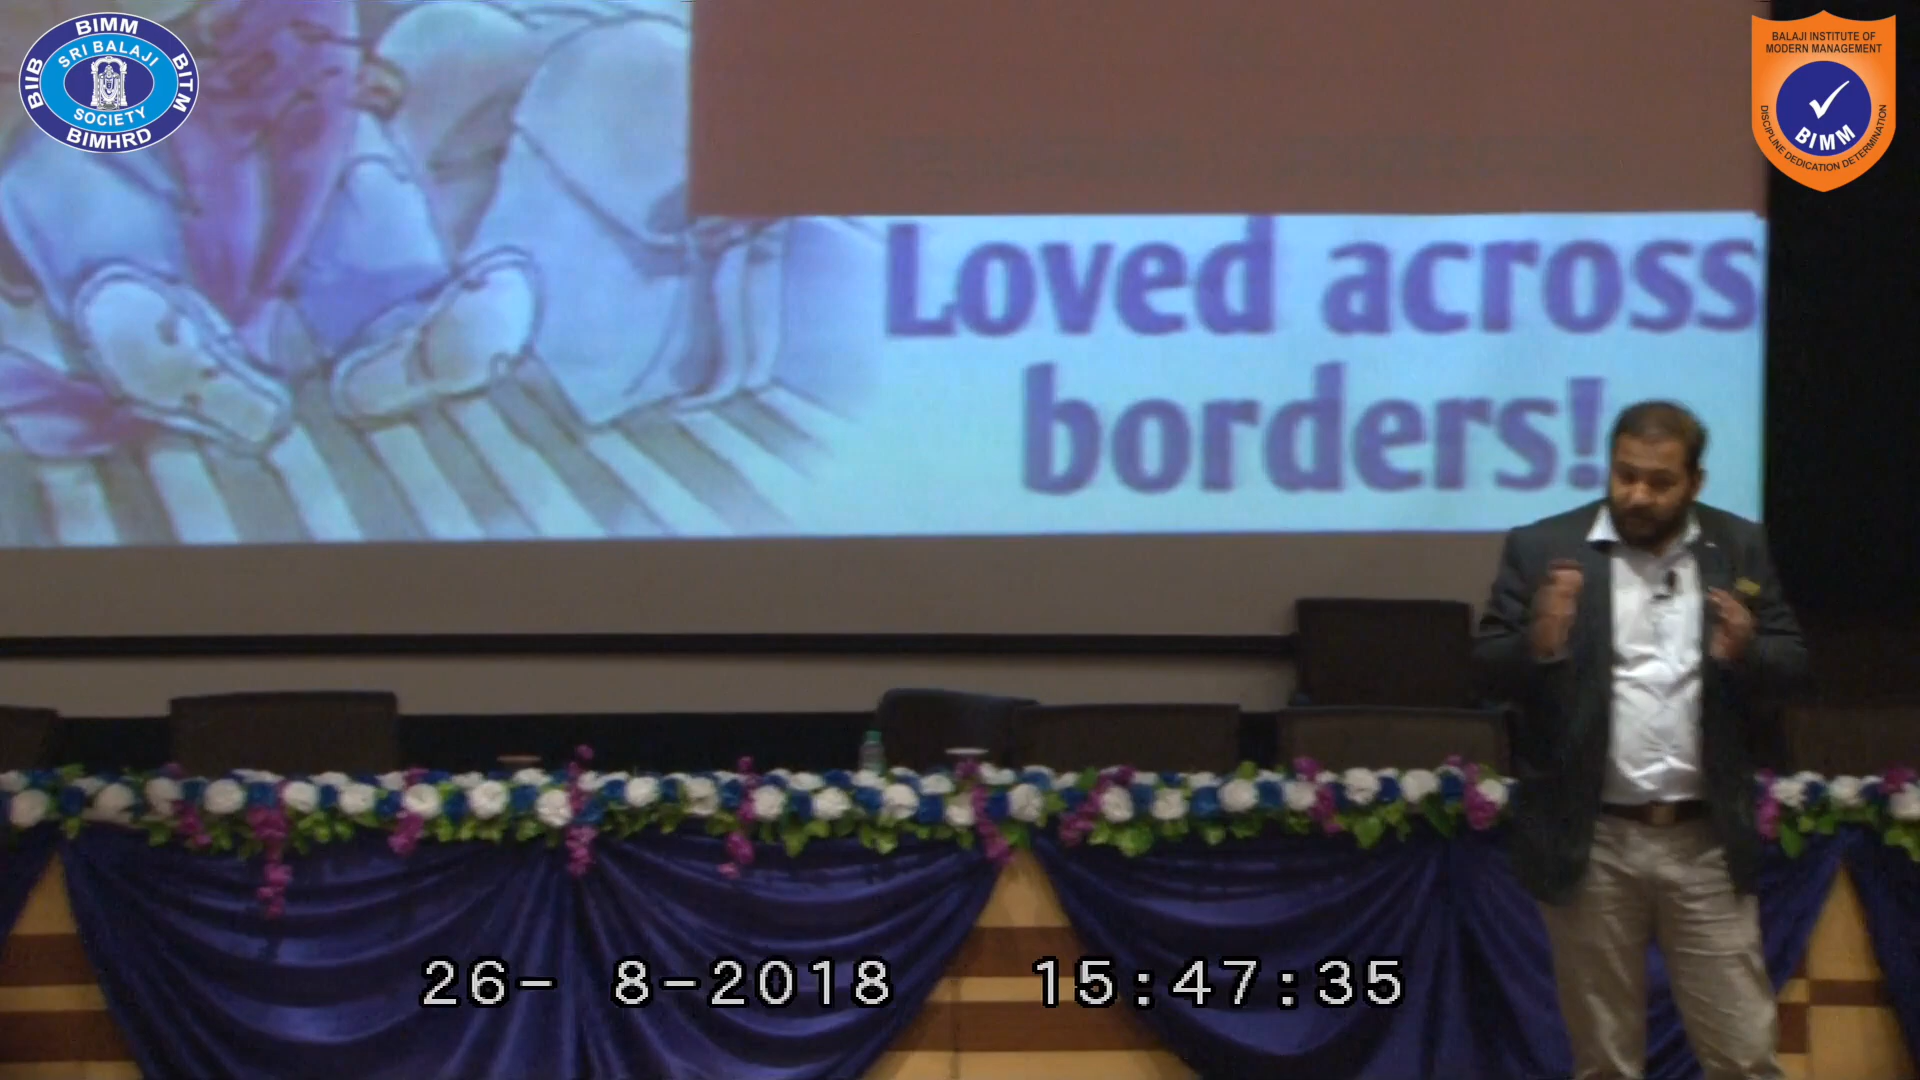 BIMM
SRI BALAJI
BIIB
BITM
SOCIETY
BIMHRD
BALAJI INSTITUTE OF
MODERN MANAGEMENT
BIMM
DISCIPLINE DEDICATION DETERMINATION
Loved across
borders!
26- 8-2018 15:47:35